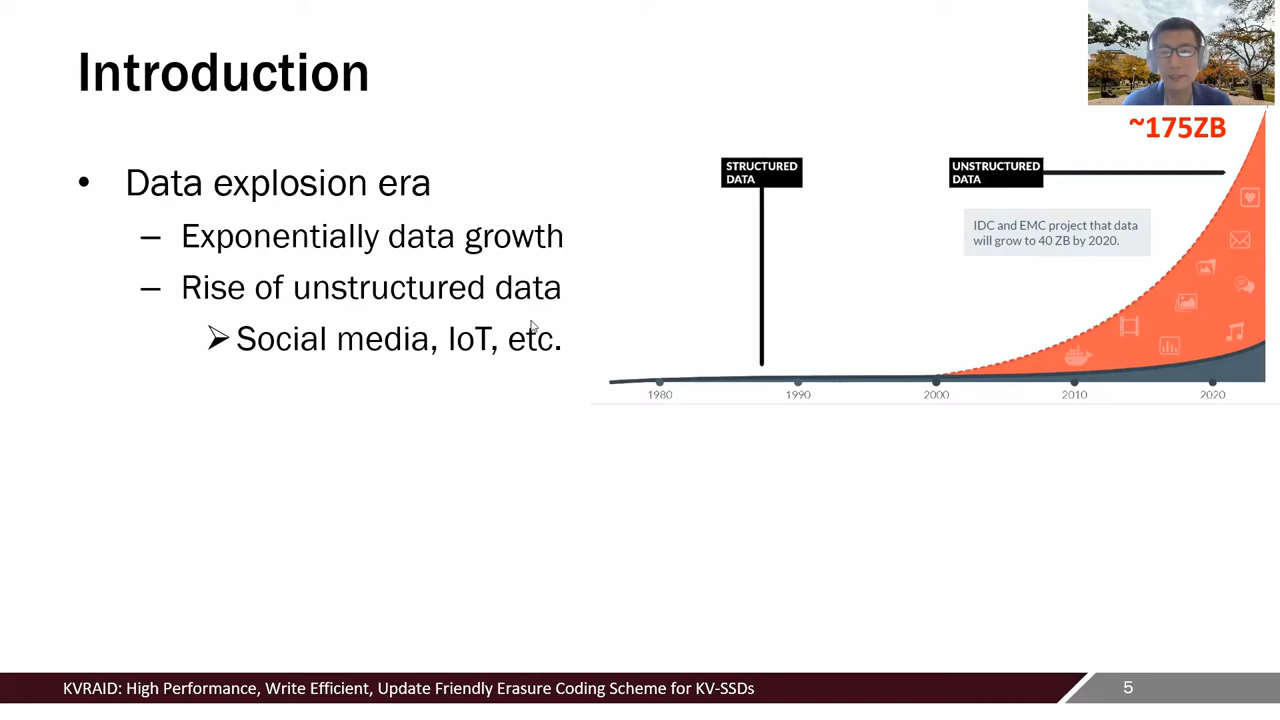 Introduction
• Data explosion era
– Exponentially data growth
– Rise of unstructured data
➢ Social media, IoT, etc.
~175ZB
STRUCTURED
DATA
UNSTRUCTURED
DATA
IDC and EMC project that data
will grow to 40 ZB by 2020.
1980 1990 2000 2010 2020
KVRAID: High Performance, Write Efficient, Update Friendly Erasure Coding Scheme for KV-SSDs
5